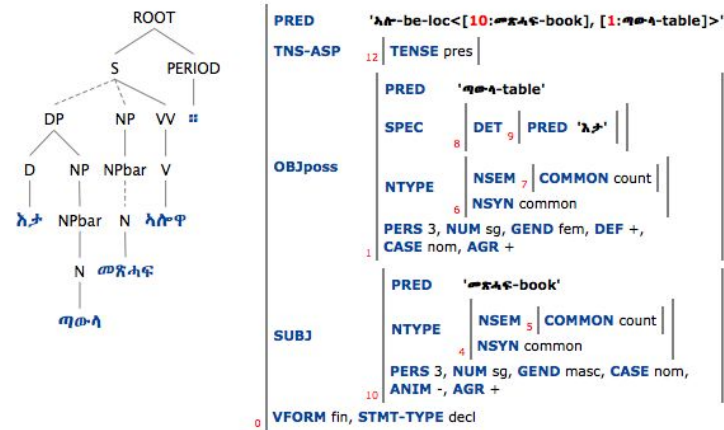 ROOT
S PERIOD
DP NP VV ።
D NP NPbar V
እታ NPbar N ኣሎዋ
N መጽሓፍ
ጣውላ
PRED 'ኣሎ-be-loc<[10:መጽሓፍ-book], [1:ጣውላ-table]>'
TNS-ASP 12 TENSE pres
PRED 'ጣውላ-table'
SPEC 8 DET 9 PRED 'እታ'
OBJposs
NTYPE NSEM 7 COMMON count
6 NSYN common
PERS 3, NUM sg, GEND fem, DEF +,
1 CASE nom, AGR +
PRED 'መጽሓፍ-book'
SUBJ
NTYPE NSEM 5 COMMON count
4 NSYN common
PERS 3, NUM sg, GEND masc, CASE nom,
10 ANIM -, AGR +
0 VFORM fin, STMT-TYPE decl